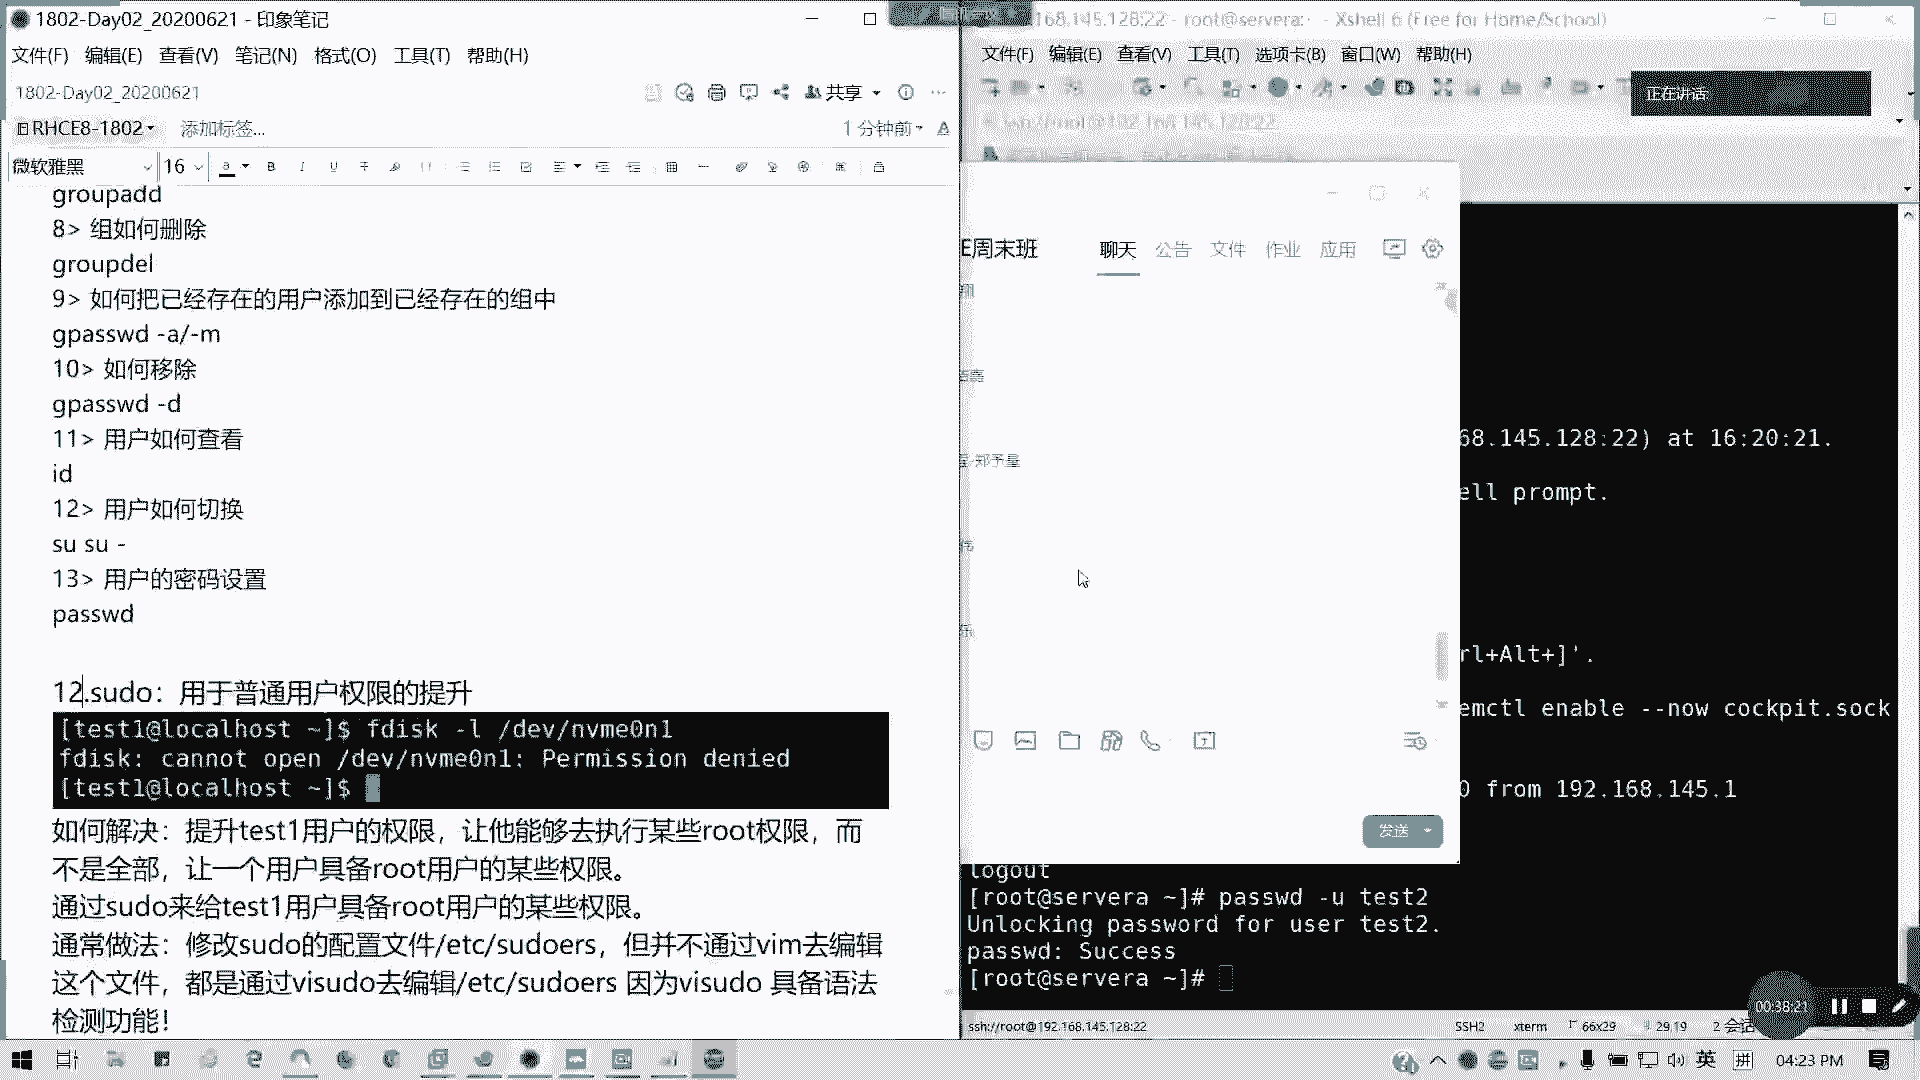 1802-Day02_20200621 - 印象笔记
文件(F) 编辑(E) 查看(V) 笔记(N) 格式(O) 工具(T) 帮助(H)
1802-Day02_20200621
共享
RHCE8-1802 添加标签...
1 分钟前
微软雅黑 16
groupadd
8> 组如何删除
groupdel
9> 如何把已经存在的用户添加到已经存在的组中
gpasswd -a/-m
10> 如何移除
gpasswd -d
11> 用户如何查看
id
12> 用户如何切换
su su -
13> 用户的密码设置
passwd
12.sudo：用于普通用户权限的提升
[test1@localhost ~]$ fdisk -l /dev/nvme0n1
fdisk: cannot open /dev/nvme0n1: Permission denied
[test1@localhost ~]$
如何解决：提升test1用户的权限，让他能够去执行某些root权限，而
不是全部，让一个用户具备root用户的某些权限。
通过sudo来给test1用户具备root用户的某些权限。
通常做法：修改sudo的配置文件/etc/sudoers，但并不通过vim去编辑
这个文件，都是通过visudo去编辑/etc/sudoers 因为visudo 具备语法
检测功能！
168.145.128:22 - root@servera:~ - Xshell 6 (Free for Home/School)
文件(F) 编辑(E) 查看(V) 工具(T) 选项卡(B) 窗口(W) 帮助(H)
正在讲话
ssh://root@192.168.145.128:22
E周末班 聊天 公告 文件 作业 应用
郑予星
发送
68.145.128:22) at 16:20:21.
ell prompt.
rl+Alt+]'.
emctl enable --now cockpit.sock
0 from 192.168.145.1
logout
[root@servera ~]# passwd -u test2
Unlocking password for user test2.
passwd: Success
[root@servera ~]#
00:38:21
ssh://root@192.168.145.128:22 SSH2 xterm 66x29 29,19 2 会话
英 拼 04:23 PM